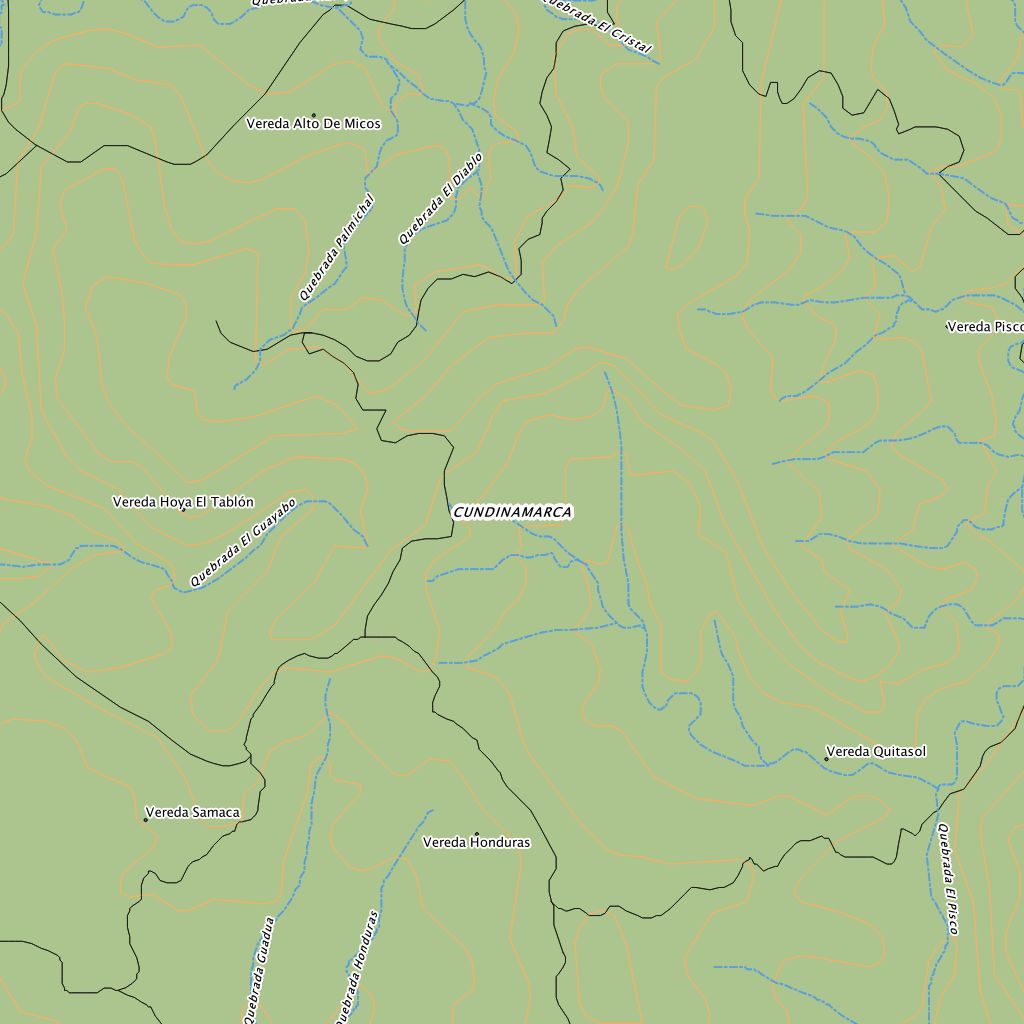 Quebrada El Cristal
Vereda Alto De Micos
Quebrada El Diablo
Quebrada Palmichal
Vereda Pisco
Vereda Hoya El Tablón
CUNDINAMARCA
Quebrada El Guayabo
Vereda Quitasol
Vereda Samaca
Vereda Honduras
Quebrada El Pisco
Quebrada Guadua
Quebrada Honduras